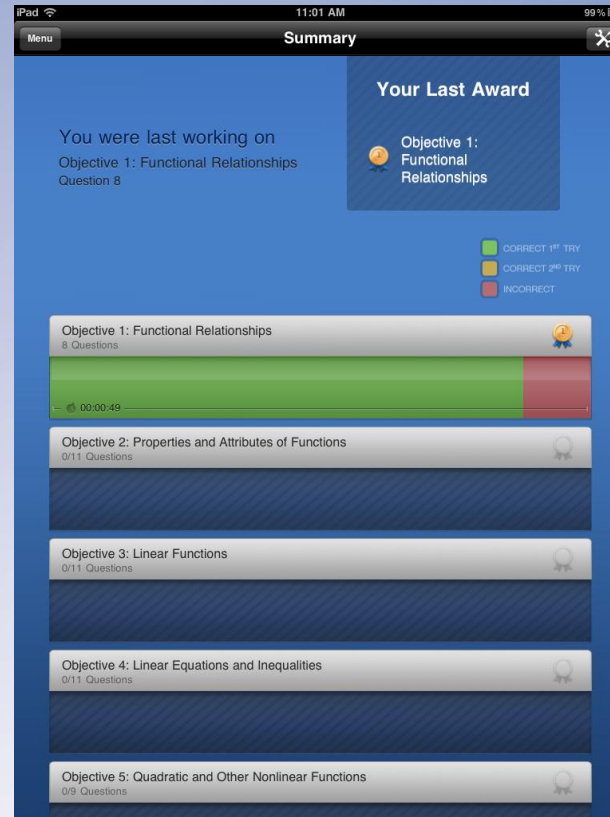 iPad 11:01 AM 99%
Menu Summary
Your Last Award
You were last working on
Objective 1: Functional Relationships
Question 8
Objective 1:
Functional
Relationships
CORRECT 1ST TRY
CORRECT 2ND TRY
INCORRECT
Objective 1: Functional Relationships
8 Questions
00:00:49
Objective 2: Properties and Attributes of Functions
0/11 Questions
Objective 3: Linear Functions
0/11 Questions
Objective 4: Linear Equations and Inequalities
0/11 Questions
Objective 5: Quadratic and Other Nonlinear Functions
0/9 Questions